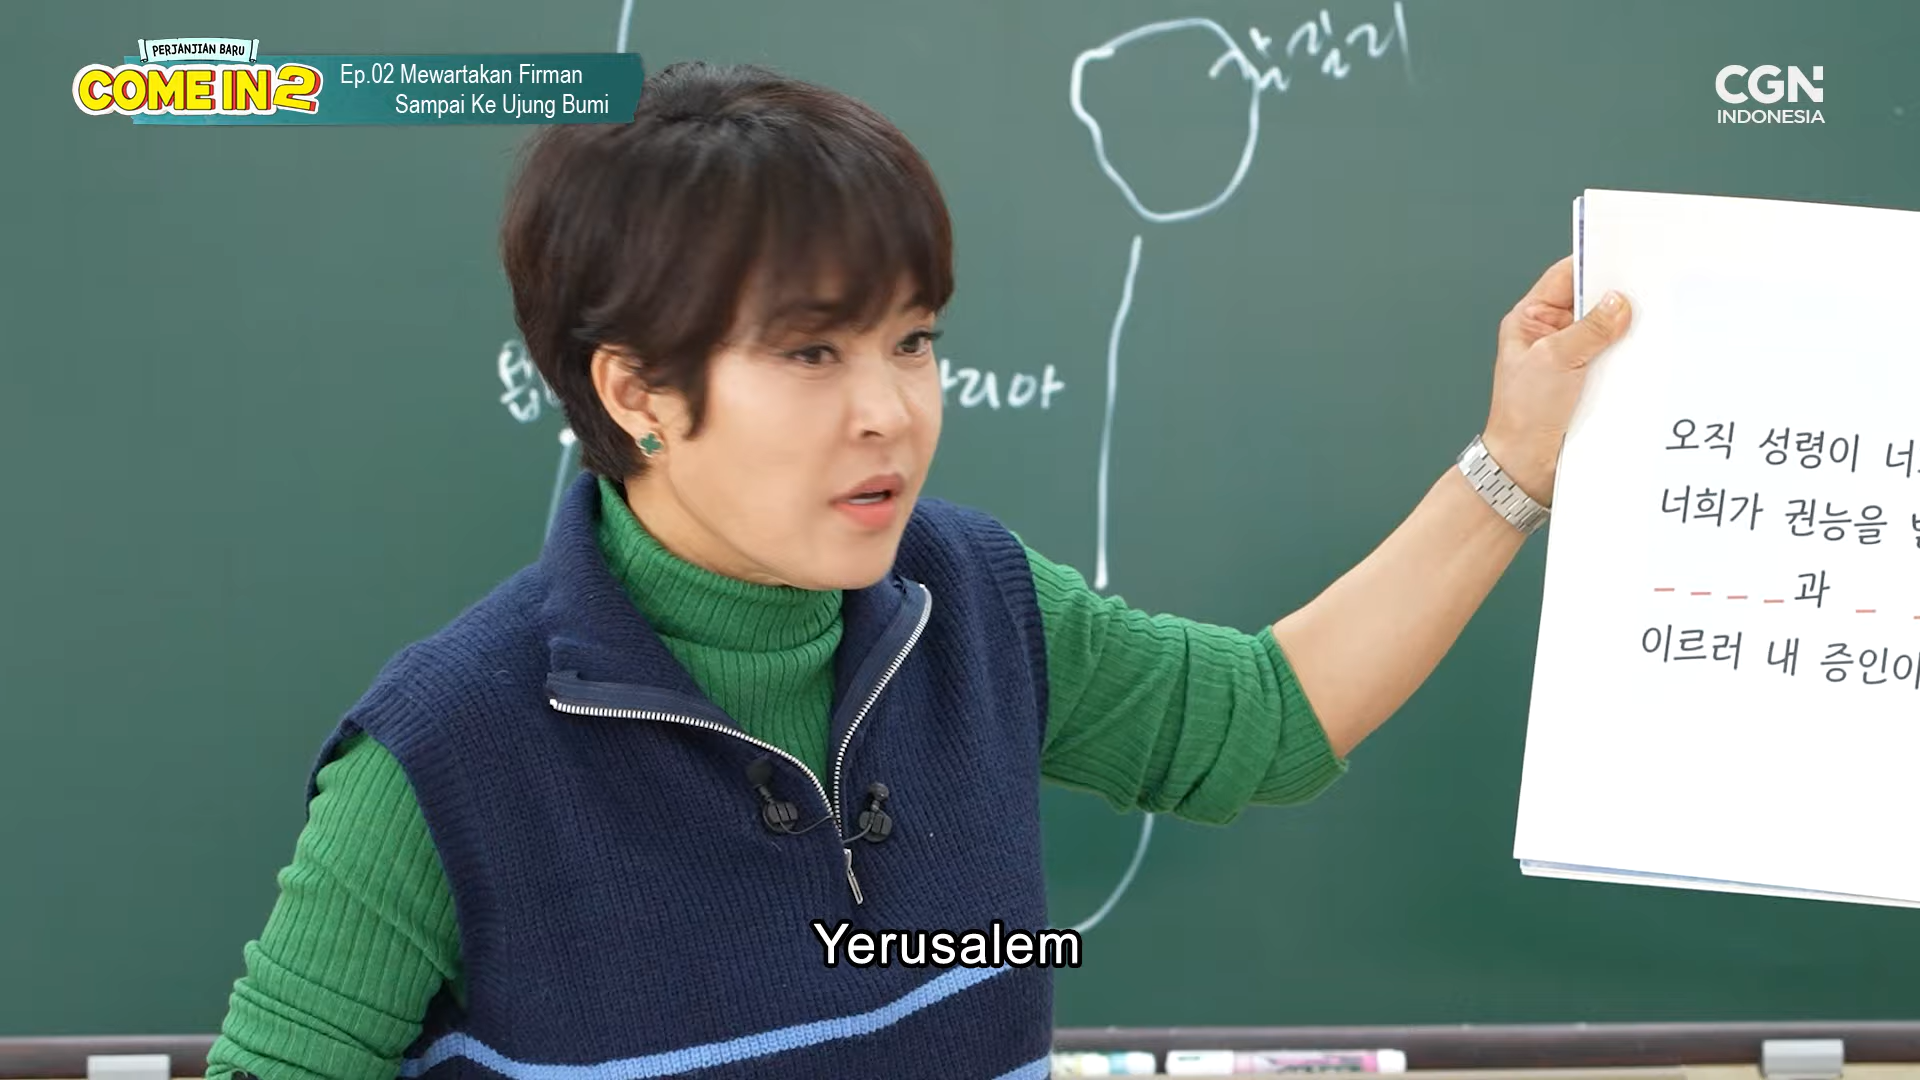 PERJANJIAN BARU
COME IN 2
Ep.02 Mewartakan Firman
Sampai Ke Ujung Bumi
CGN
INDONESIA
갈릴리
리아
오직 성령이
너희가 권능을
_ _ _ _과 _
이르러 내 증인이
Yerusalem